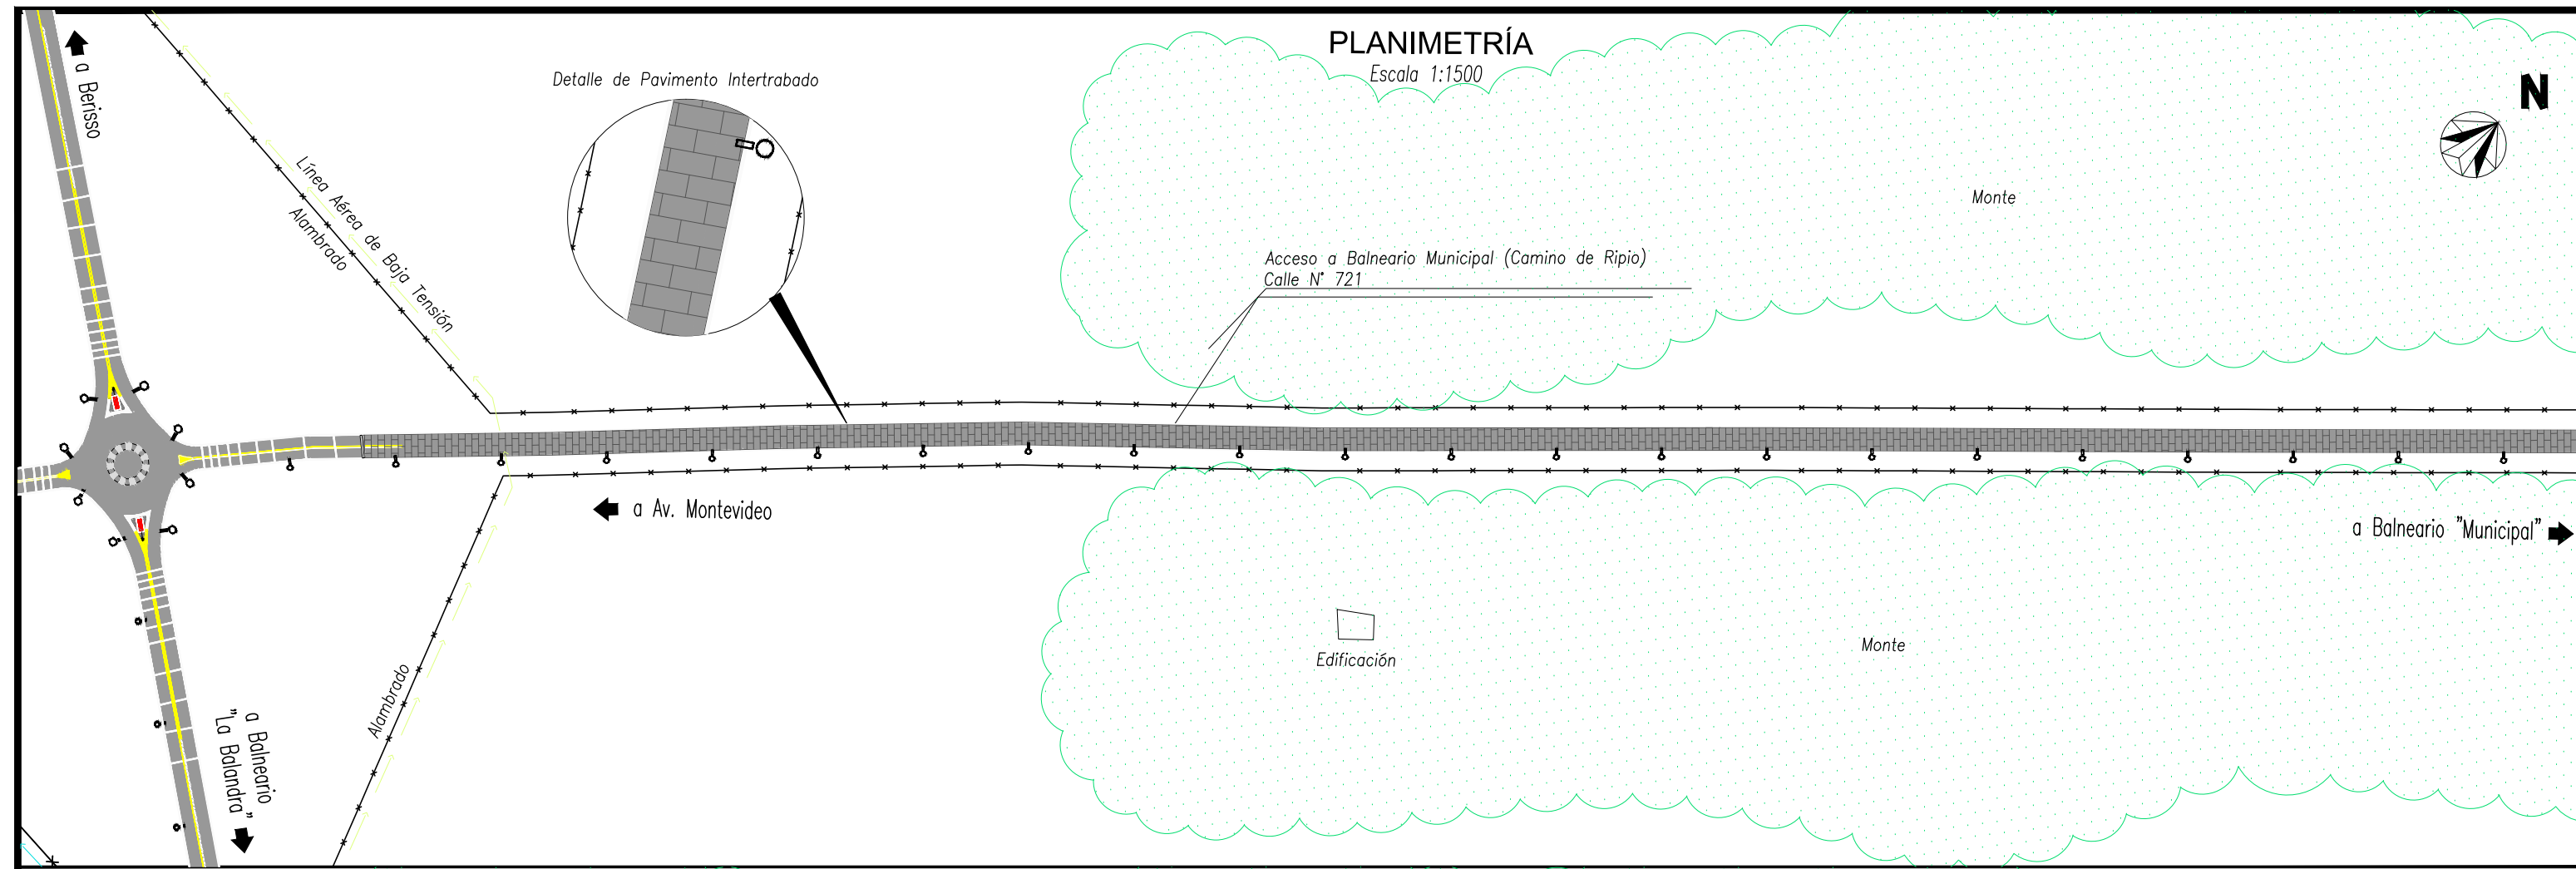 PLANIMETRÍA
Escala 1:1500
N
a Berisso
Detalle de Pavimento Intertrabado
Línea Aérea de Baja Tensión
Alambrado
Monte
Acceso a Balneario Municipal (Camino de Ripio)
Calle N° 721
a Av. Montevideo
a Balneario "Municipal"
Edificación
Monte
Alambrado
a Balneario
"La Balandra"